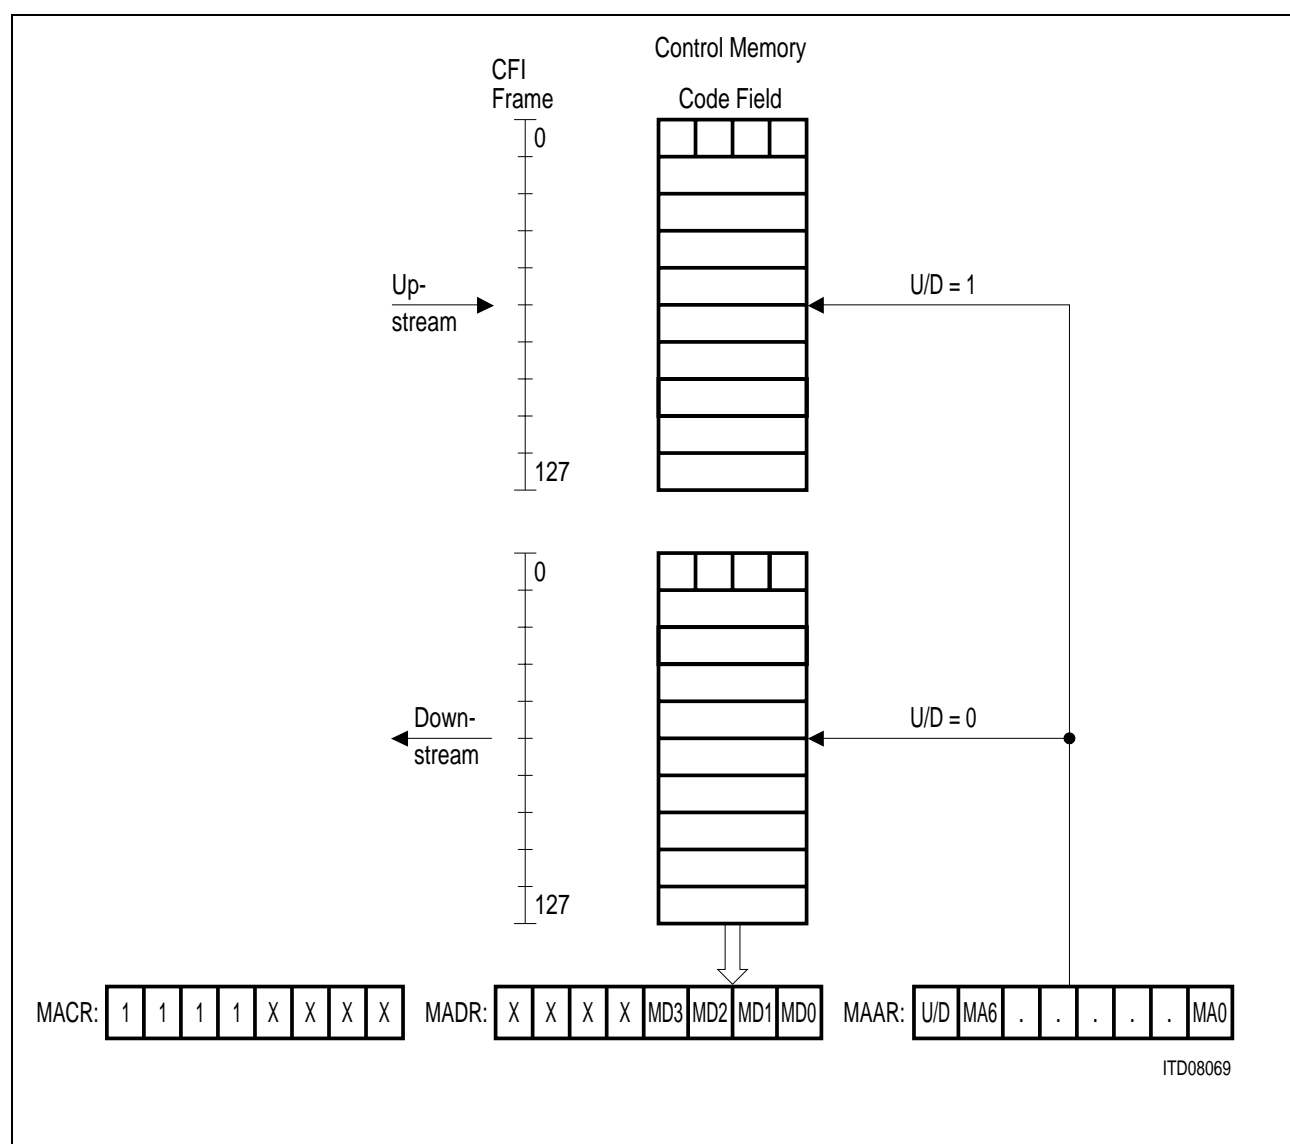 Control Memory
CFI
Frame
Code Field
0
Up-
stream
U/D = 1
127
0
Down-
stream
U/D = 0
127
MACR: 1 1 1 1 X X X X
MADR: X X X X MD3 MD2 MD1 MD0
MAAR: U/D MA6 . . . . . MA0
ITD08069